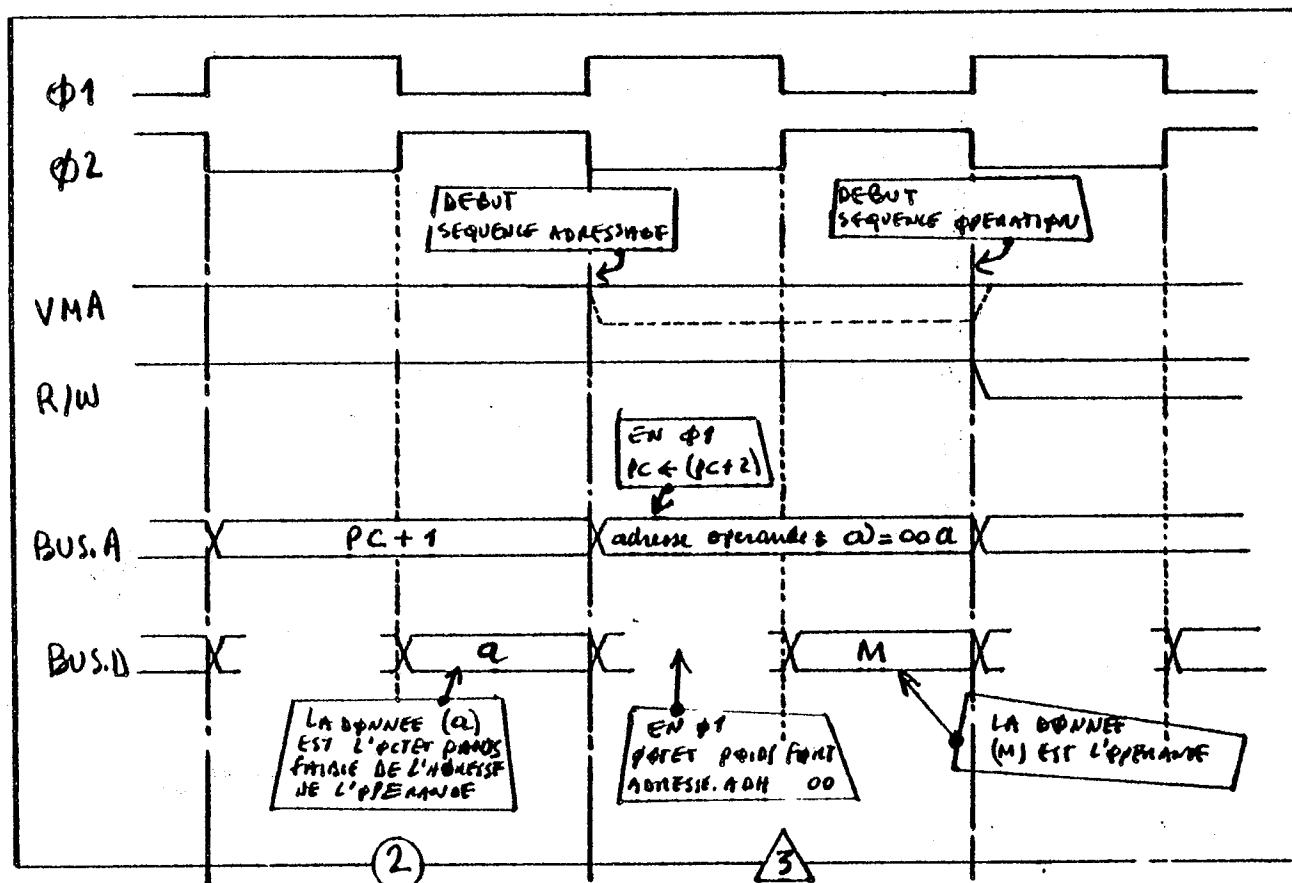 ϕ1
ϕ2
DEBUT
SEQUENCE ADRESSAGE
DEBUT
SEQUENCE OPERATION
VMA
R/W
EN ϕ1
PC ← (PC+2)
BUS.A
PC + 1
adresse operande : a = 00a
BUS.D
a
M
LA DONNEE (a)
EST L'OCTET POIDS
FAIBLE DE L'ADRESSE
DE L'OPERANDE
EN ϕ1
OCTET POIDS FORT
ADRESSE. ADH 00
LA DONNEE
(M) EST L'OPERANDE
2
3